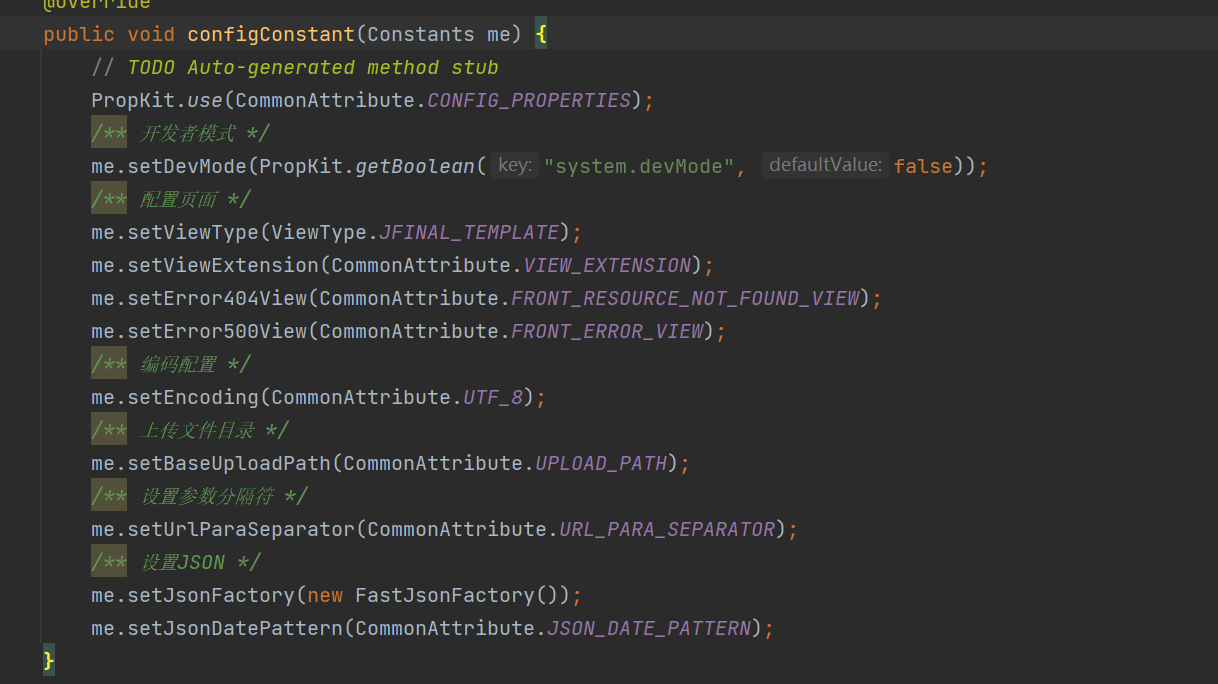 @Override
public void configConstant(Constants me) {
// TODO Auto-generated method stub
PropKit.use(CommonAttribute.CONFIG_PROPERTIES);
/** 开发者模式 */
me.setDevMode(PropKit.getBoolean( key: "system.devMode", defaultValue: false));
/** 配置页面 */
me.setViewType(ViewType.JFINAL_TEMPLATE);
me.setViewExtension(CommonAttribute.VIEW_EXTENSION);
me.setError404View(CommonAttribute.FRONT_RESOURCE_NOT_FOUND_VIEW);
me.setError500View(CommonAttribute.FRONT_ERROR_VIEW);
/** 编码配置 */
me.setEncoding(CommonAttribute.UTF_8);
/** 上传文件目录 */
me.setBaseUploadPath(CommonAttribute.UPLOAD_PATH);
/** 设置参数分隔符 */
me.setUrlParaSeparator(CommonAttribute.URL_PARA_SEPARATOR);
/** 设置JSON */
me.setJsonFactory(new FastJsonFactory());
me.setJsonDatePattern(CommonAttribute.JSON_DATE_PATTERN);
}